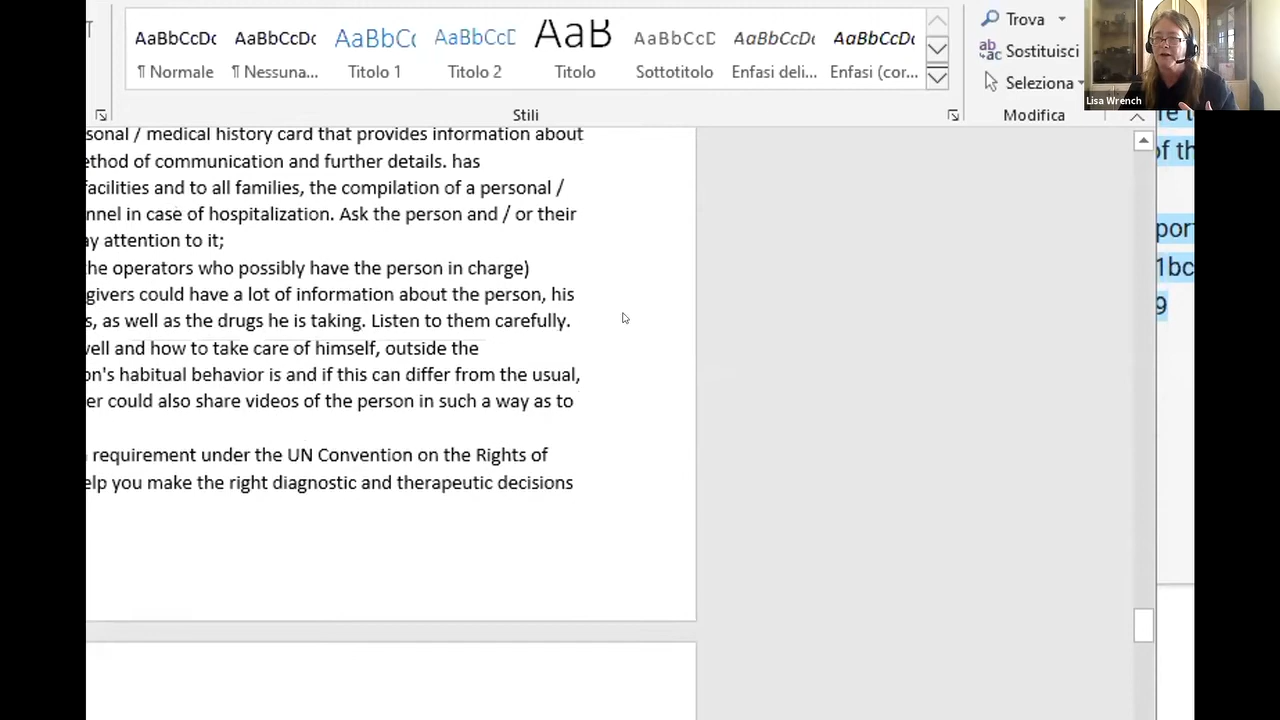 AaBbCcDc AaBbCcDc AaBbC( AaBbCcD AaB AaBbCcD AaBbCcDc AaBbCcDc
¶ Normale ¶ Nessuna... Titolo 1 Titolo 2 Titolo Sottotitolo Enfasi deli... Enfasi (cor...
Stili
Trova
Sostituisci
Seleziona
Modifica
Lisa Wrench
sonal / medical history card that provides information about
ethod of communication and further details. has
facilities and to all families, the compilation of a personal /
nnel in case of hospitalization. Ask the person and / or their
ay attention to it;
he operators who possibly have the person in charge)
givers could have a lot of information about the person, his
s, as well as the drugs he is taking. Listen to them carefully.
vell and how to take care of himself, outside the
on's habitual behavior is and if this can differ from the usual,
er could also share videos of the person in such a way as to
requirement under the UN Convention on the Rights of
elp you make the right diagnostic and therapeutic decisions
of th
port
1bc
9